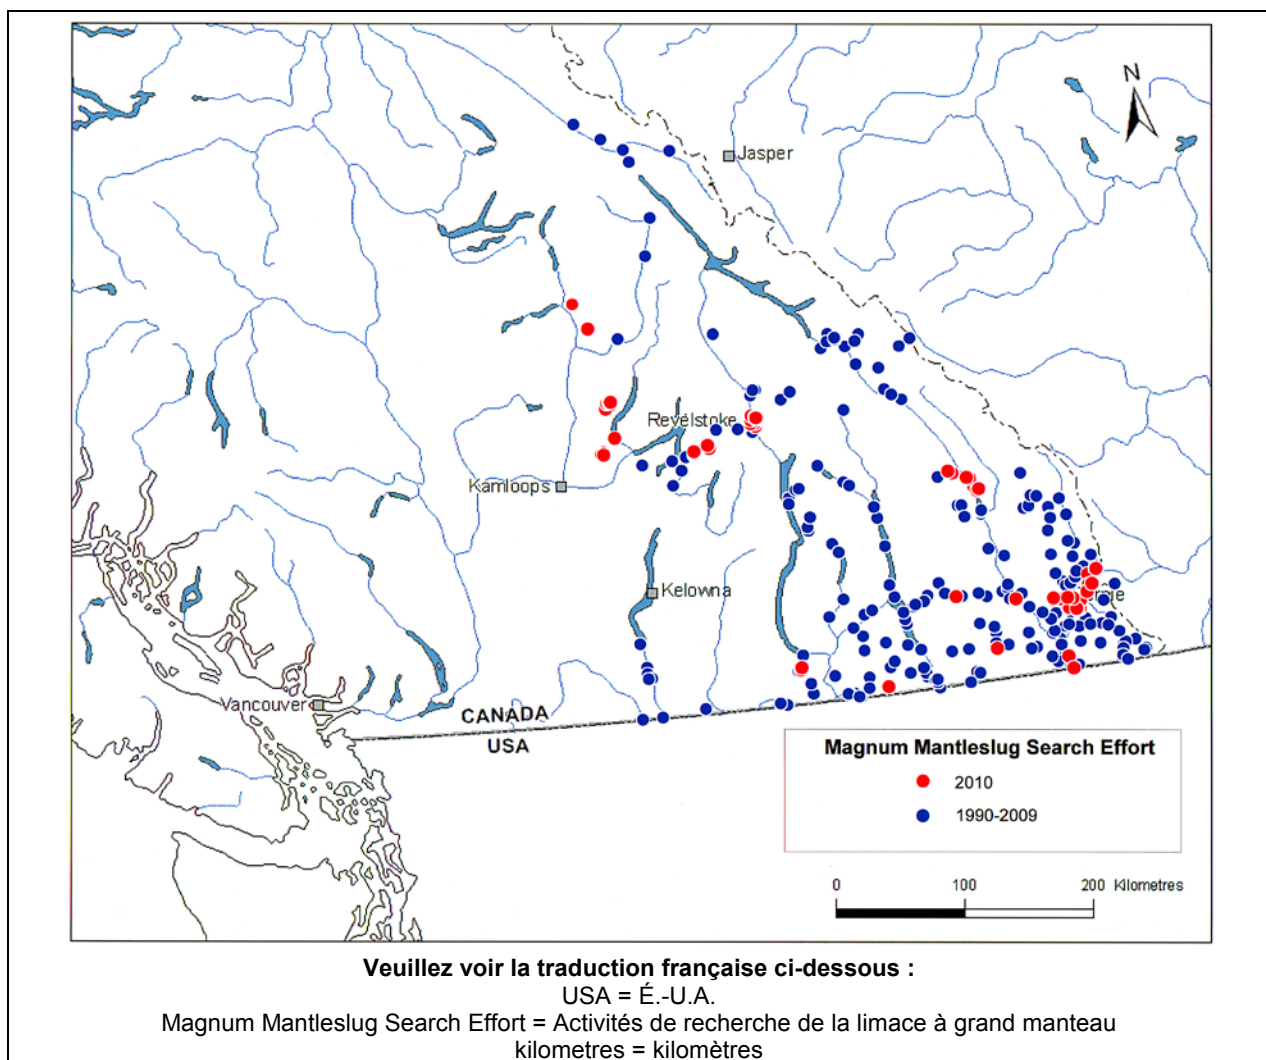 N
Jasper
Revelstoke
Kamloops
Kelowna
Vancouver
CANADA
USA
Magnum Mantleslug Search Effort
2010
1990-2009
0 100 200 Kilometres
Veuillez voir la traduction française ci-dessous :
USA = É.-U.A.
Magnum Mantleslug Search Effort = Activités de recherche de la limace à grand manteau
kilometres = kilomètres